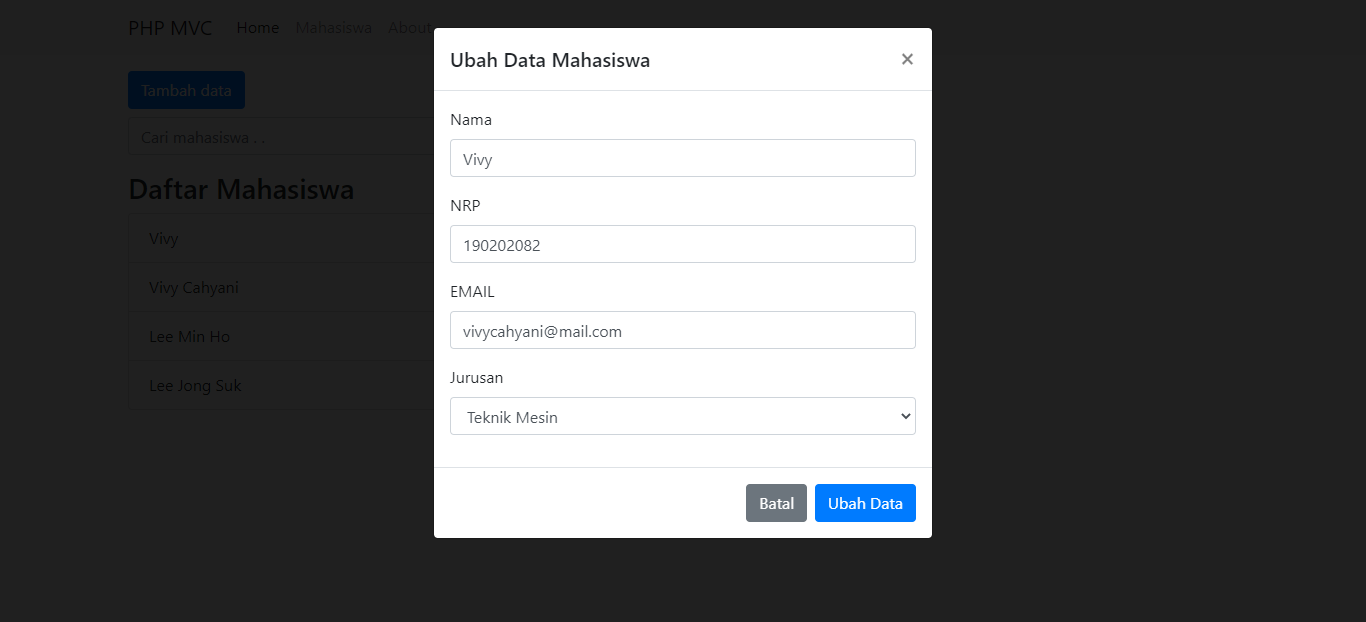 PHP MVC Home Mahasiswa About
Tambah data
Cari mahasiswa . .
Daftar Mahasiswa
Vivy
Vivy Cahyani
Lee Min Ho
Lee Jong Suk
Ubah Data Mahasiswa ×
Nama
Vivy
NRP
190202082
EMAIL
vivycahyani@mail.com
Jurusan
Teknik Mesin
Batal Ubah Data